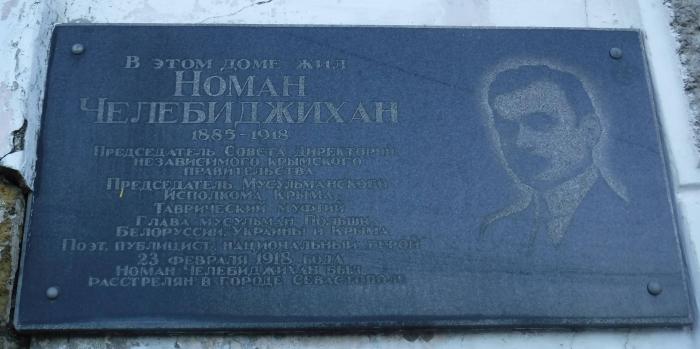 В этом доме жил
Номан
Челебиджихан
1885-1918
Председатель Совета Директории
независимого крымского
правительства
Председатель Мусульманского
Исполкома Крыма
Таврический муфтий
Глава мусульман Польши,
Белоруссии, Украины и Крыма
Поэт, публицист, национальный герой
23 февраля 1918 года
Номан Челебиджихан был
расстрелян в городе Севастополь